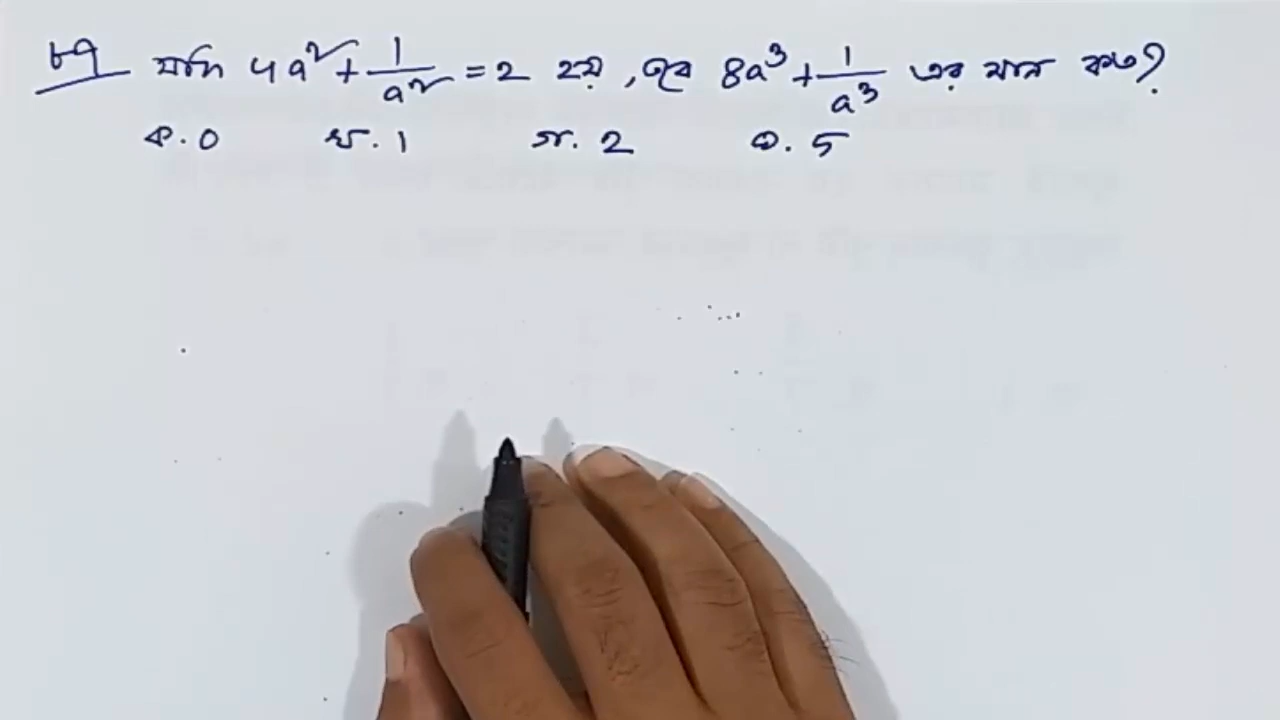 ৮৭ যদি 4a² + 1/a² = 2 হয়, তবে 8a³ + 1/a³ এর মান কত?
ক. 0 খ. 1 গ. 2 ঘ. 5